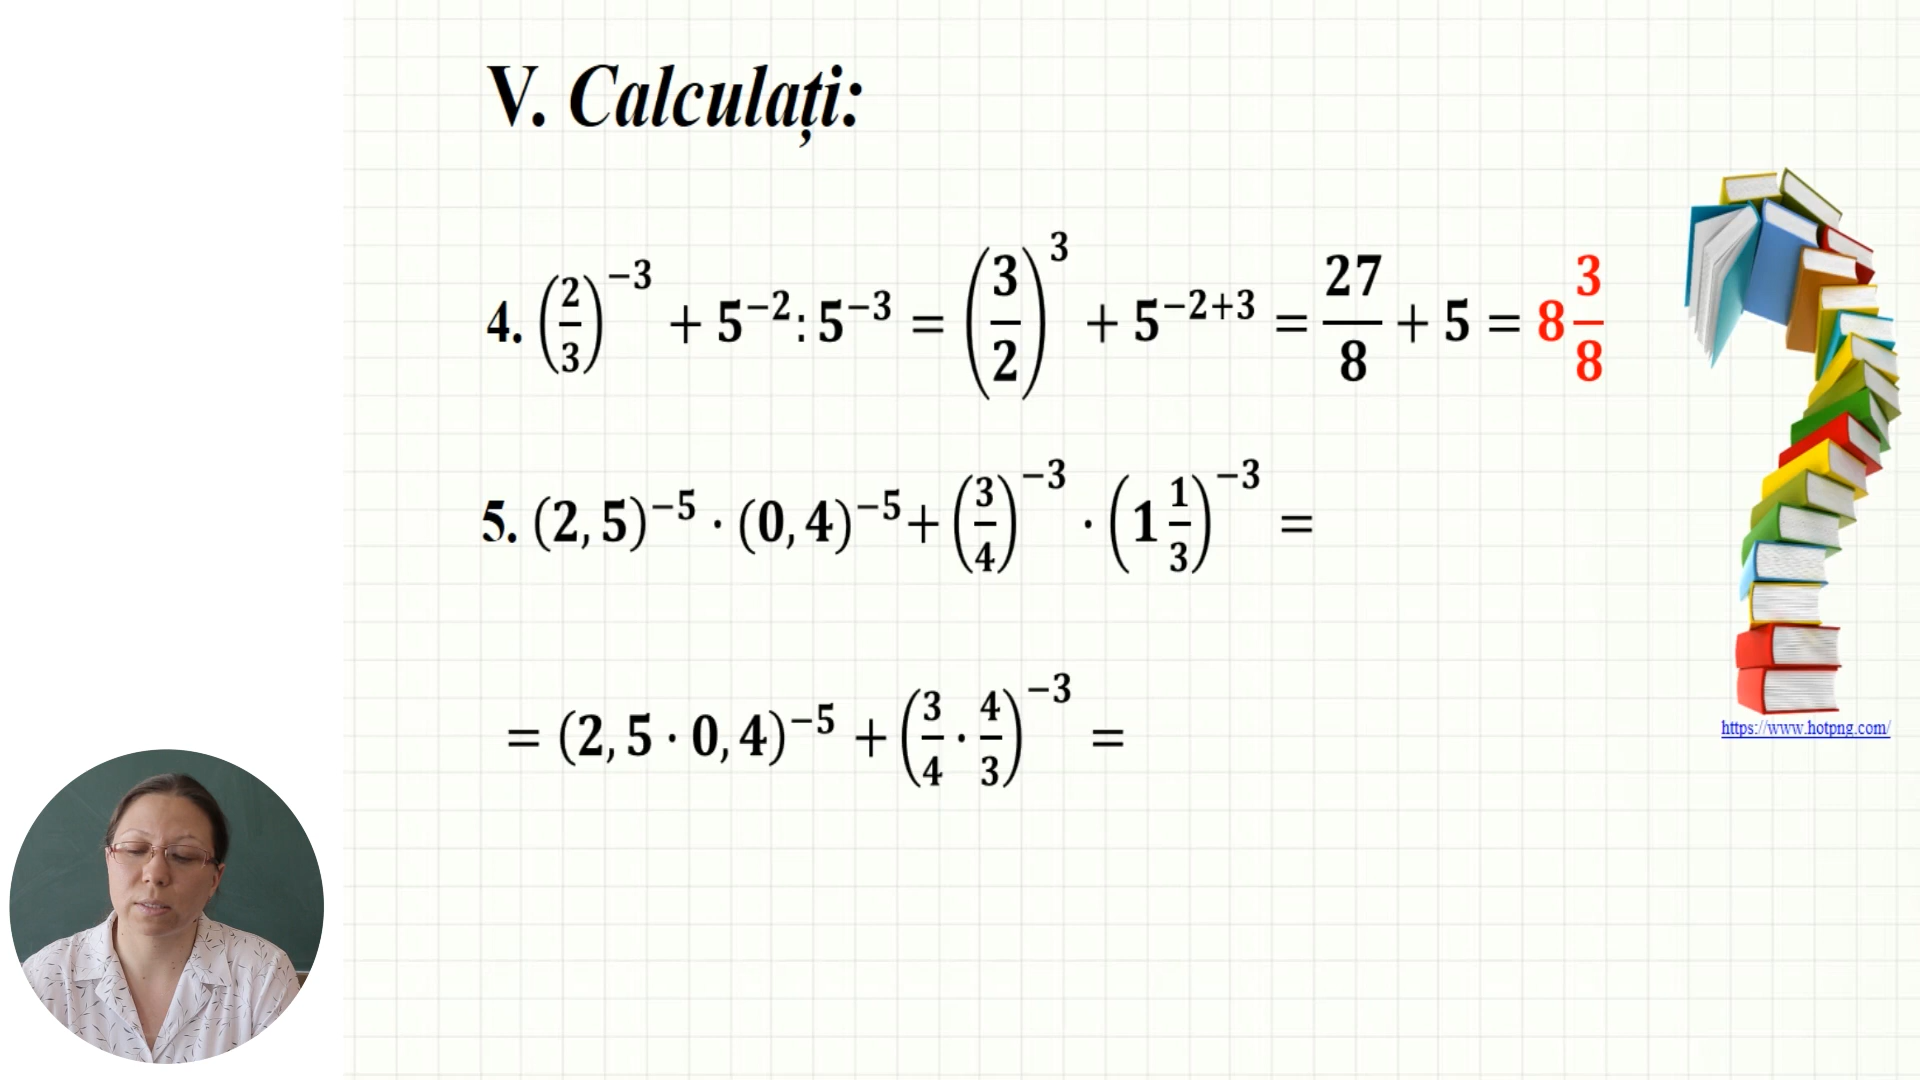 V. Calculați:
4. (2/3)⁻³ + 5⁻² : 5⁻³ = (3/2)³ + 5⁻²⁺³ = 27/8 + 5 = 8 3/8
5. (2,5)⁻⁵ · (0,4)⁻⁵ + (3/4)⁻³ · (1 1/3)⁻³ =
= (2,5 · 0,4)⁻⁵ + (3/4 · 4/3)⁻³ =
https://www.hotpng.com/